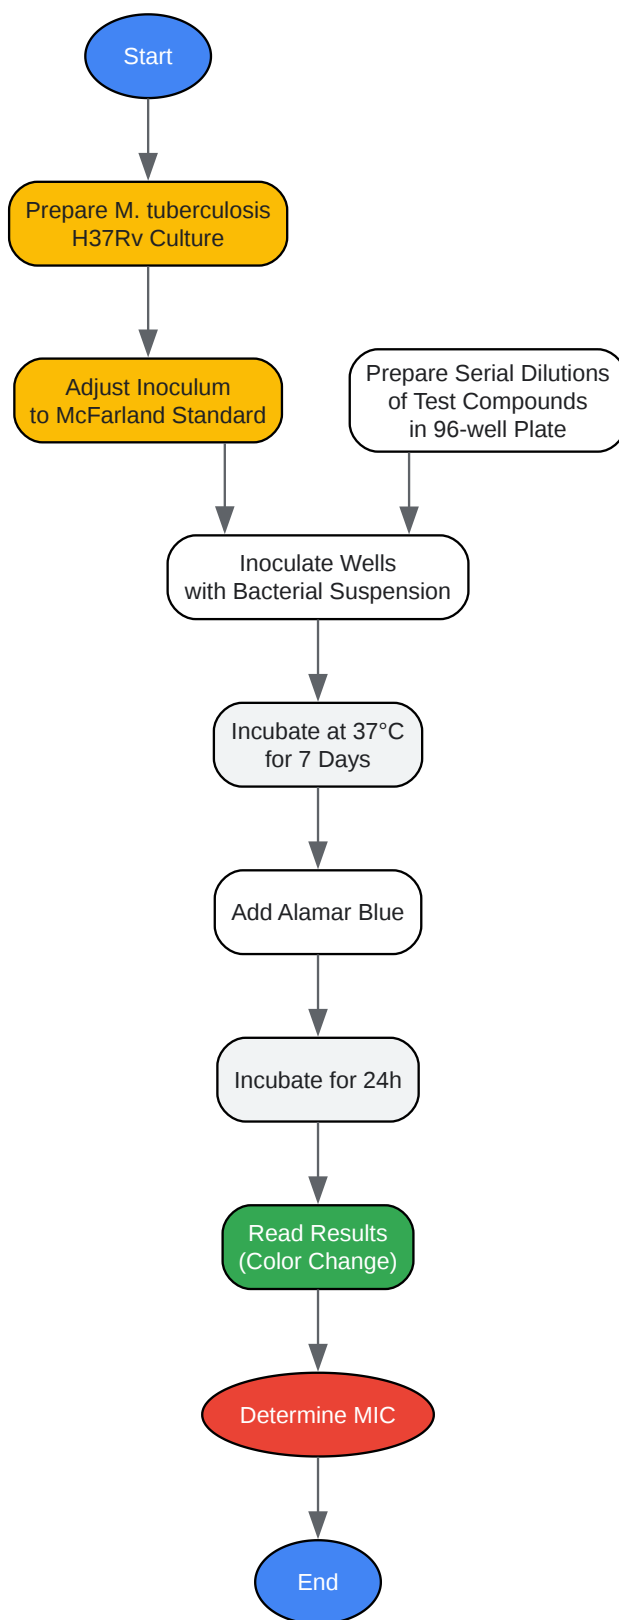 Start
Prepare M. tuberculosis
H37Rv Culture
Adjust Inoculum
to McFarland Standard
Prepare Serial Dilutions
of Test Compounds
in 96-well Plate
Inoculate Wells
with Bacterial Suspension
Incubate at 37°C
for 7 Days
Add Alamar Blue
Incubate for 24h
Read Results
(Color Change)
Determine MIC
End